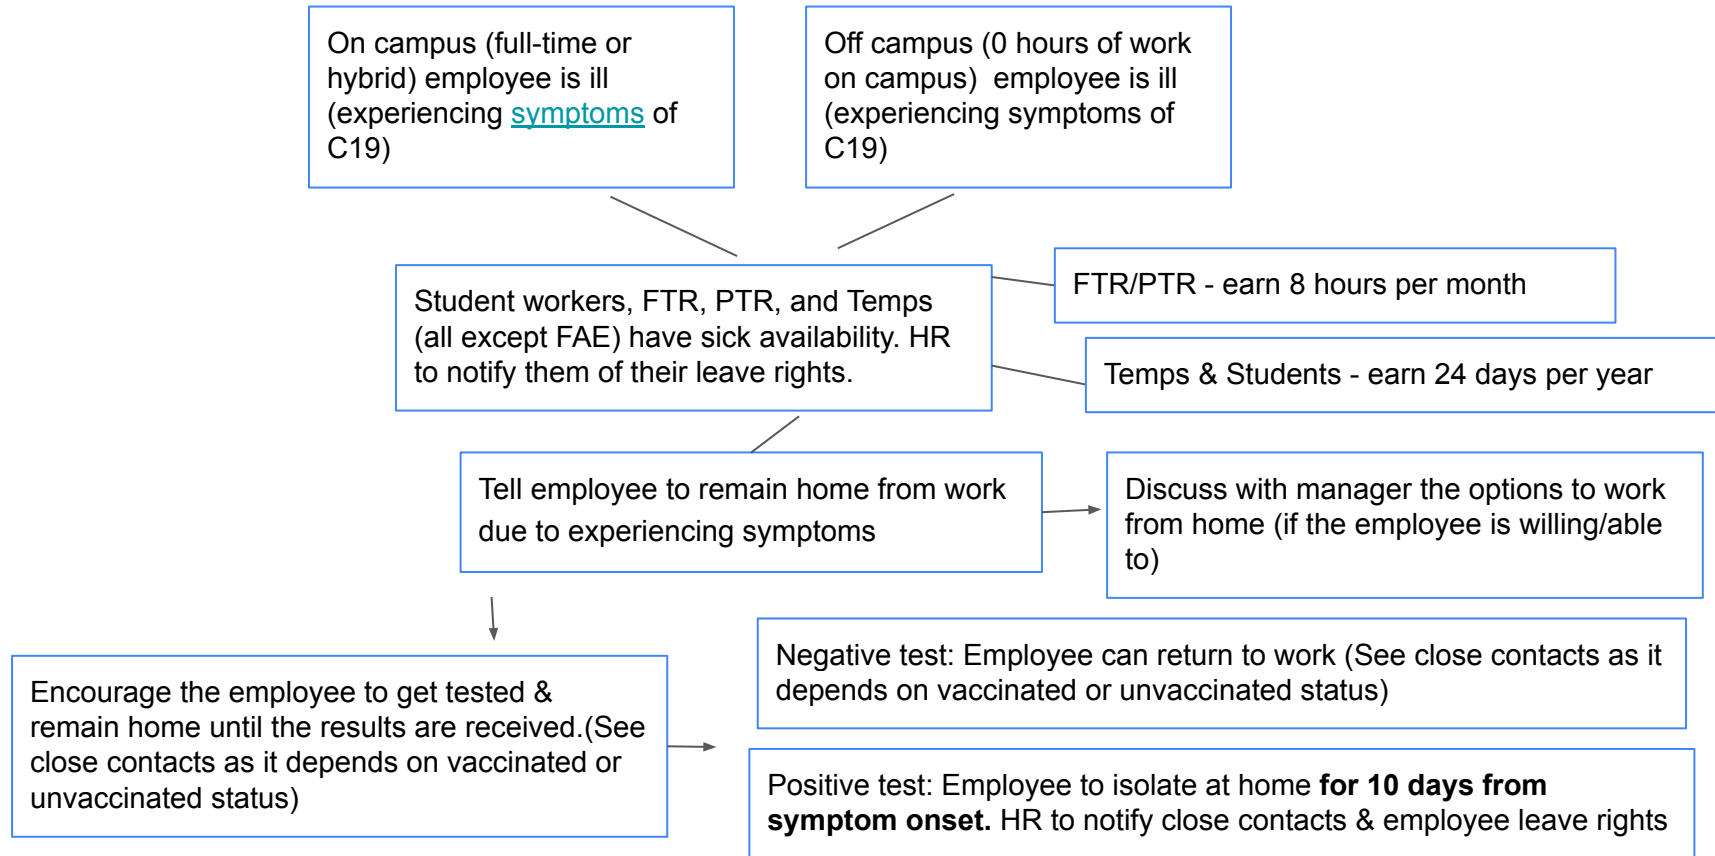 On campus (full-time or
hybrid) employee is ill
(experiencing symptoms of
C19)
Off campus (0 hours of work
on campus)  employee is ill
(experiencing symptoms of
C19)
Student workers, FTR, PTR, and Temps
(all except FAE) have sick availability. HR
to notify them of their leave rights.
FTR/PTR - earn 8 hours per month
Temps & Students - earn 24 days per year
Tell employee to remain home from work
due to experiencing symptoms
Discuss with manager the options to work
from home (if the employee is willing/able
to)
Encourage the employee to get tested &
remain home until the results are received.(See
close contacts as it depends on vaccinated or
unvaccinated status)
Negative test: Employee can return to work (See close contacts as it
depends on vaccinated or unvaccinated status)
Positive test: Employee to isolate at home for 10 days from
symptom onset. HR to notify close contacts & employee leave rights